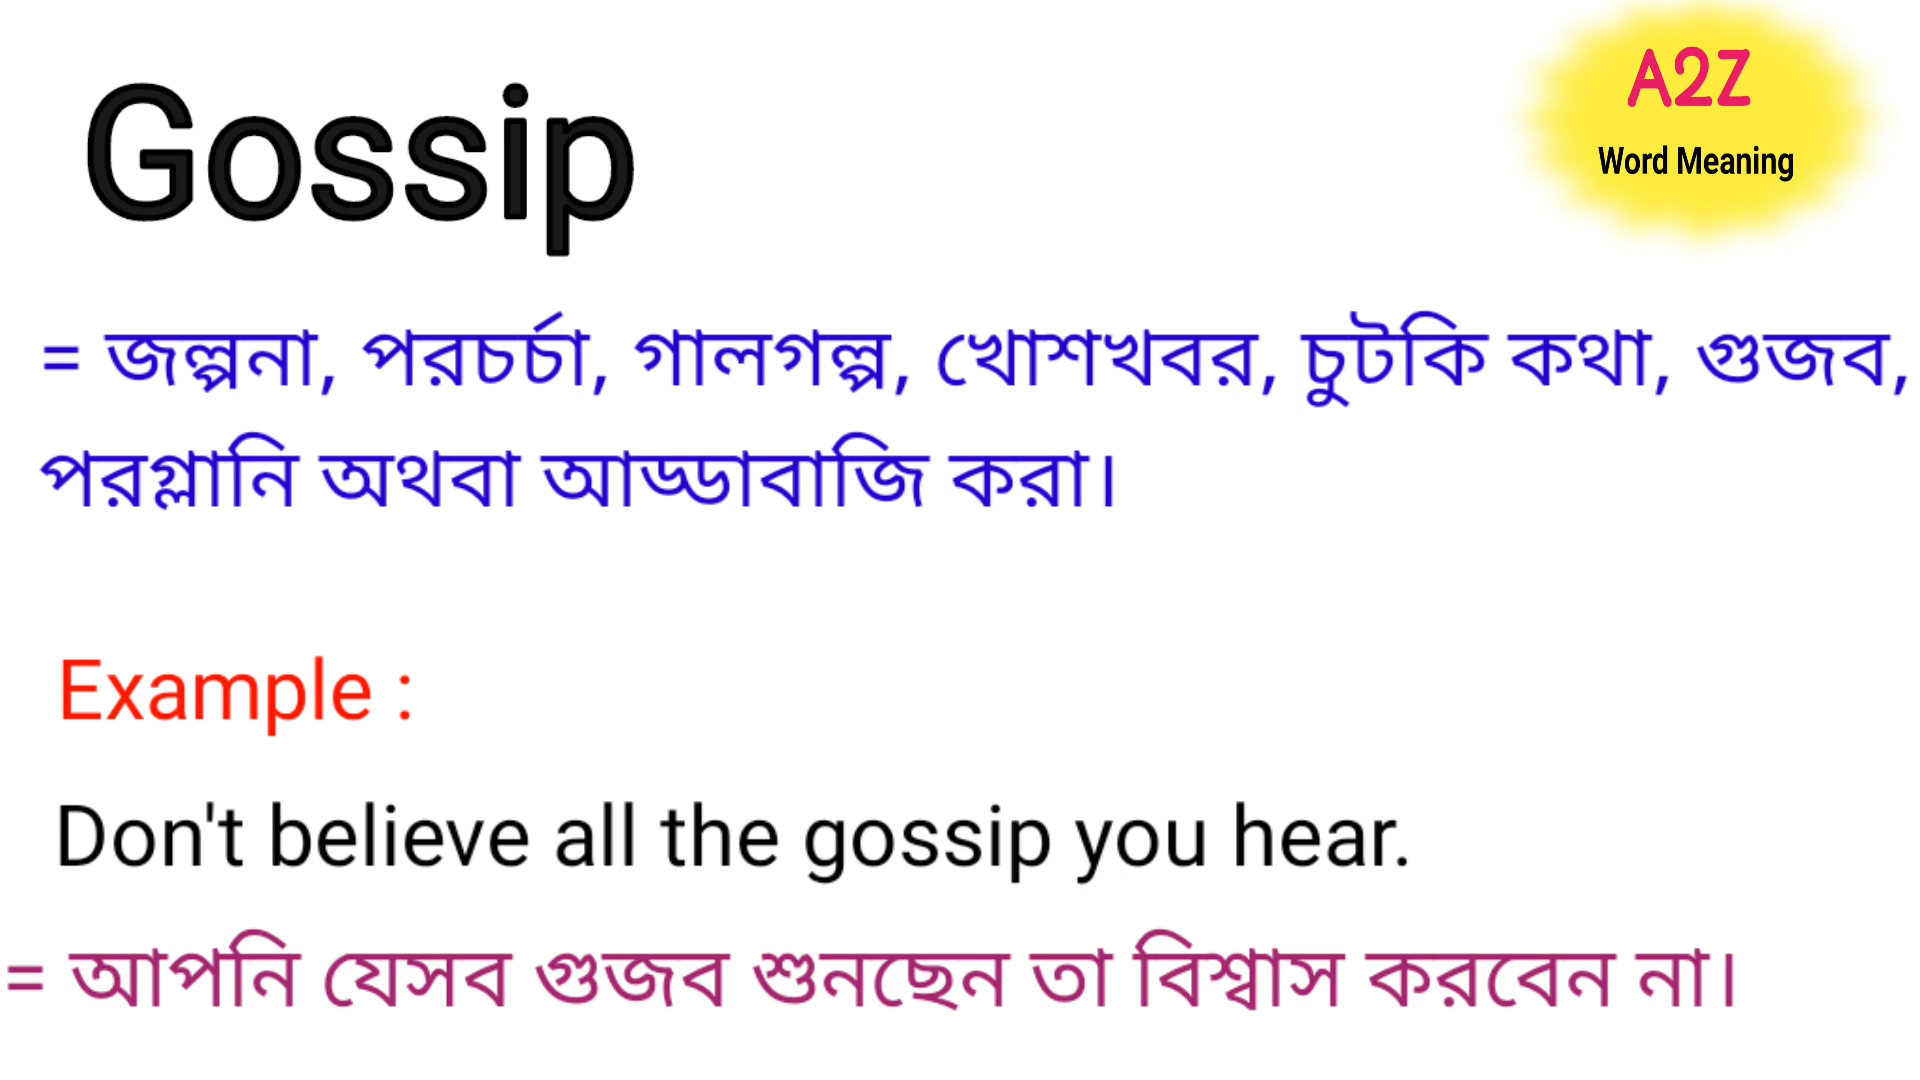 Gossip
A2Z
Word Meaning
= জল্পনা, পরচর্চা, গালগল্প, খোশখবর, চুটকি কথা, গুজব,
পরগ্লানি অথবা আড্ডাবাজি করা।
Example :
Don't believe all the gossip you hear.
= আপনি যেসব গুজব শুনছেন তা বিশ্বাস করবেন না।